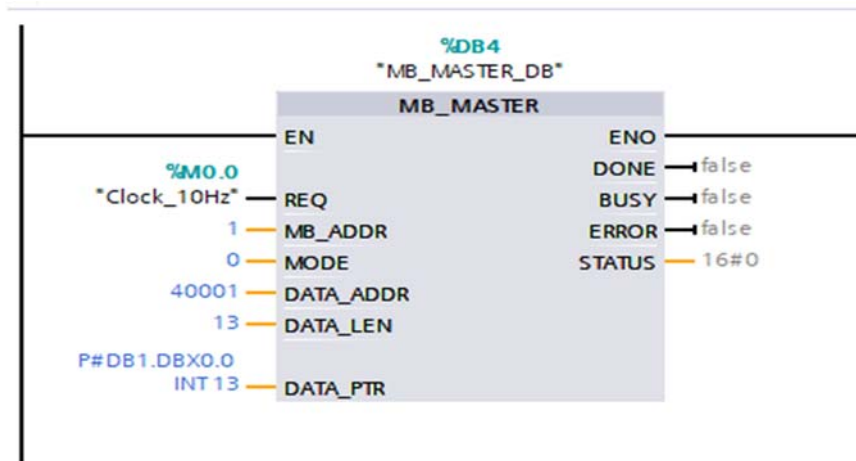 %DB4
"MB_MASTER_DB"
MB_MASTER
EN ENO
DONE false
%M0.0
"Clock_10Hz" REQ BUSY false
1 MB_ADDR ERROR false
0 MODE STATUS 16#0
40001 DATA_ADDR
13 DATA_LEN
P#DB1.DBX0.0
INT 13 DATA_PTR